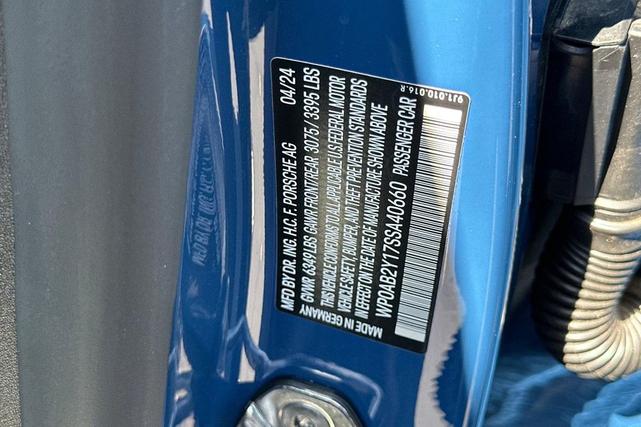 9J1.010.016.R
MFD BY DR. ING. H.C. F. PORSCHE AG 04/24
GVWR 6349 LBS GAWR FRONT/REAR 3075 / 3395 LBS
THIS VEHICLE CONFORMS TO ALL APPLICABLE US FEDERAL MOTOR
VEHICLE SAFETY, BUMPER, AND THEFT PREVENTION STANDARDS
IN EFFECT ON THE DATE OF MANUFACTURE SHOWN ABOVE
WP0AB2Y17SSA40660 PASSENGER CAR
MADE IN GERMANY